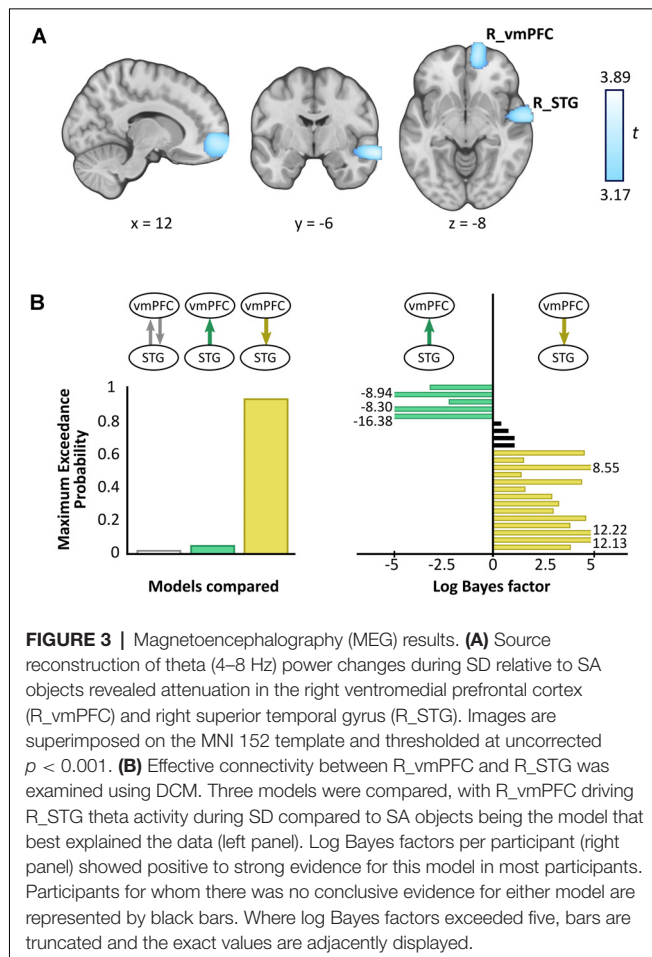 A
R_vmPFC
R_STG
3.89
t
3.17
x = 12
y = -6
z = -8
B
vmPFC vmPFC vmPFC
STG STG STG
vmPFC vmPFC
STG STG
Maximum Exceedance
Probability
1
0.8
0.6
0.4
0.2
0
Models compared
-8.94
-8.30
-16.38
8.55
12.22
12.13
-5 -2.5 0 2.5 5
Log Bayes factor
FIGURE 3 | Magnetoencephalography (MEG) results. (A) Source
reconstruction of theta (4–8 Hz) power changes during SD relative to SA
objects revealed attenuation in the right ventromedial prefrontal cortex
(R_vmPFC) and right superior temporal gyrus (R_STG). Images are
superimposed on the MNI 152 template and thresholded at uncorrected
p < 0.001. (B) Effective connectivity between R_vmPFC and R_STG was
examined using DCM. Three models were compared, with R_vmPFC driving
R_STG theta activity during SD compared to SA objects being the model that
best explained the data (left panel). Log Bayes factors per participant (right
panel) showed positive to strong evidence for this model in most participants.
Participants for whom there was no conclusive evidence for either model are
represented by black bars. Where log Bayes factors exceeded five, bars are
truncated and the exact values are adjacently displayed.